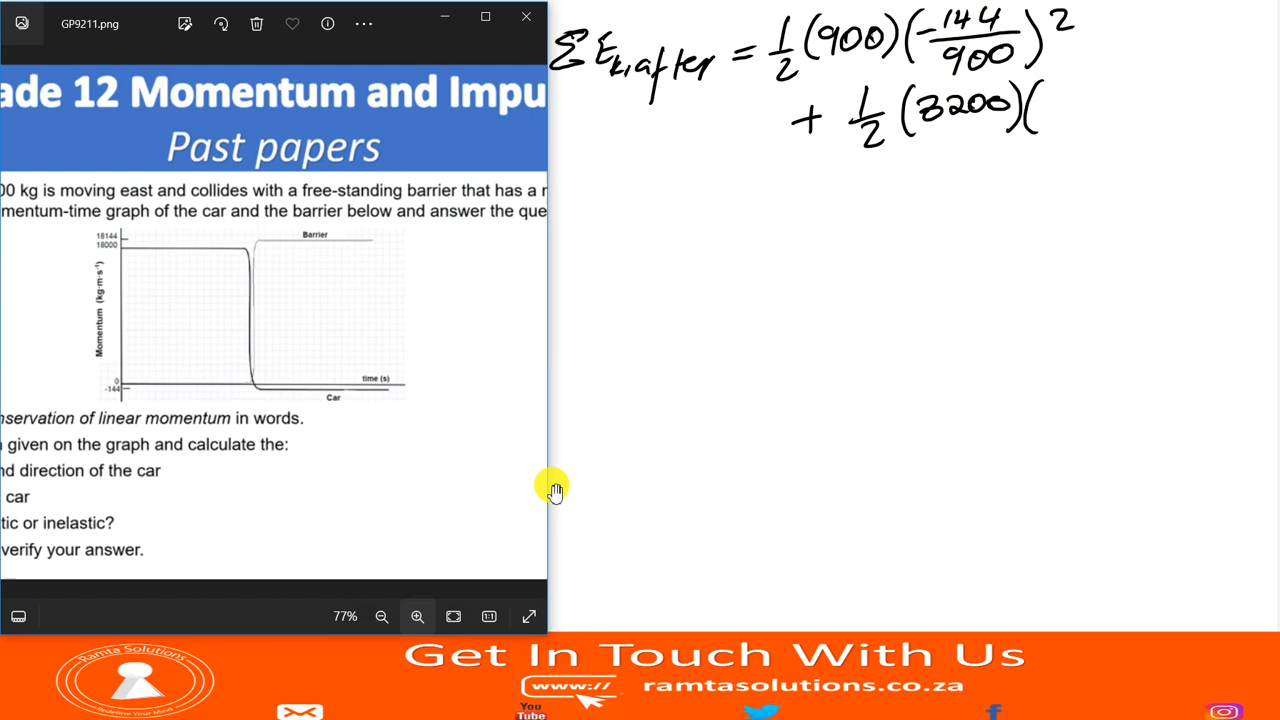 GP9211.png
ade 12 Momentum and Impu
Past papers
00 kg is moving east and collides with a free-standing barrier that has a r
mentum-time graph of the car and the barrier below and answer the que
18144
18000
Barrier
Momentum (kg·m·s⁻¹)
0
-144
time (s)
Car
nservation of linear momentum in words.
given on the graph and calculate the:
nd direction of the car
car
tic or inelastic?
verify your answer.
77%
1:1
ΣEk,after = 1/2 (900)(-144/900)²
+ 1/2 (3200)(
Ramta Solutions
Redefine Your Mind
Get In Touch With Us
www://
ramtasolutions.co.za
You
Tube